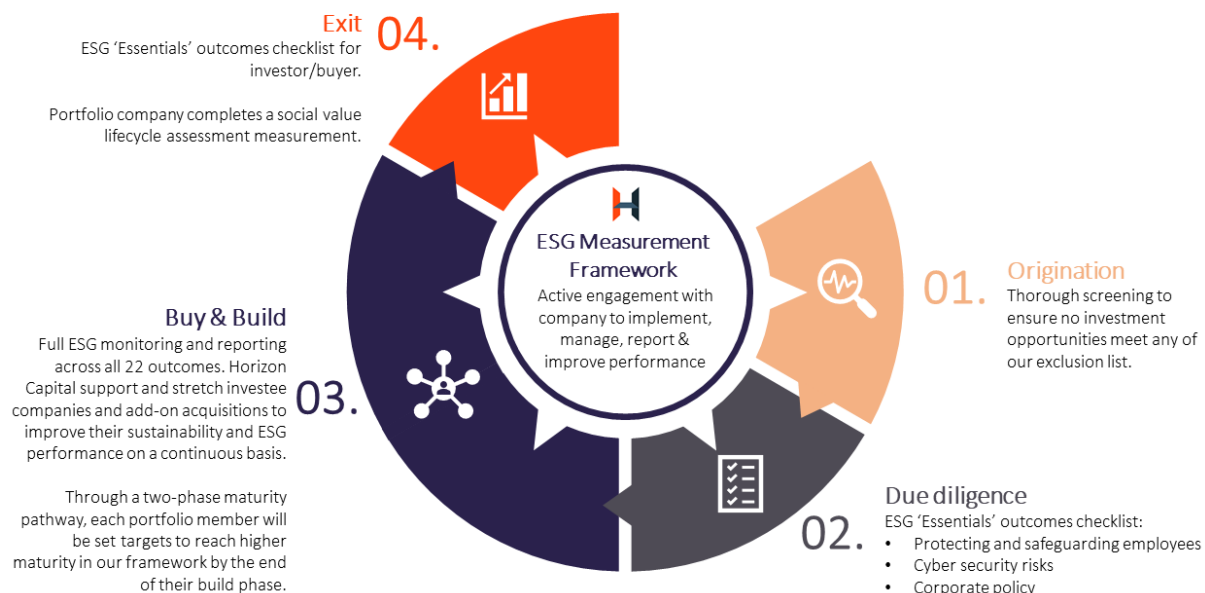 ESG Measurement
Framework
Active engagement with
company to implement,
manage, report &
improve performance
01.
Origination
Thorough screening to
ensure no investment
opportunities meet any of
our exclusion list.
02.
Due diligence
ESG ‘Essentials’ outcomes checklist:
• Protecting and safeguarding employees
• Cyber security risks
• Corporate policy
03.
Buy & Build
Full ESG monitoring and reporting
across all 22 outcomes. Horizon
Capital support and stretch investee
companies and add-on acquisitions to
improve their sustainability and ESG
performance on a continuous basis.
Through a two-phase maturity
pathway, each portfolio member will
be set targets to reach higher
maturity in our framework by the end
of their build phase.
04.
Exit
ESG ‘Essentials’ outcomes checklist for
investor/buyer.
Portfolio company completes a social value
lifecycle assessment measurement.